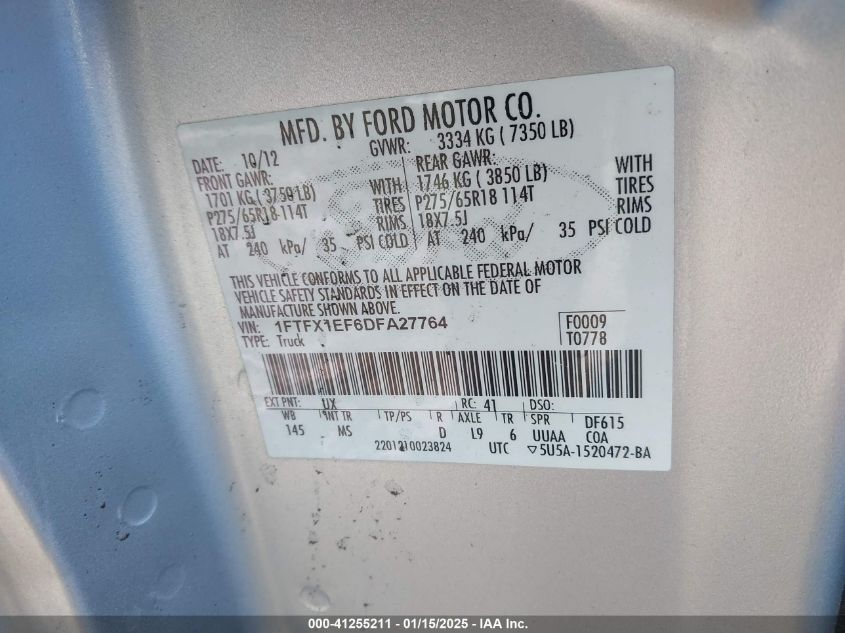 MFD. BY FORD MOTOR CO.
DATE: 10/12 GVWR: 3334 KG ( 7350 LB)
FRONT GAWR: REAR GAWR:
1701 KG ( 3750 LB) WITH 1746 KG ( 3850 LB) WITH
P275/65R18 114T TIRES P275/65R18 114T TIRES
18X7.5J RIMS 18X7.5J RIMS
AT 240 kPa/ 35 PSI COLD AT 240 kPa/ 35 PSI COLD
THIS VEHICLE CONFORMS TO ALL APPLICABLE FEDERAL MOTOR
VEHICLE SAFETY STANDARDS IN EFFECT ON THE DATE OF
MANUFACTURE SHOWN ABOVE.
VIN: 1FTFX1EF6DFA27764 F0009
TYPE: Truck T0778
EXT PNT: UX RC: 41 DSO:
WB INT TR TP/PS R AXLE TR SPR DF615
145 MS D L9 6 UUAA COA
2201210023824 UTC ▽5U5A-1520472-BA
000-41255211 - 01/15/2025 - IAA Inc.